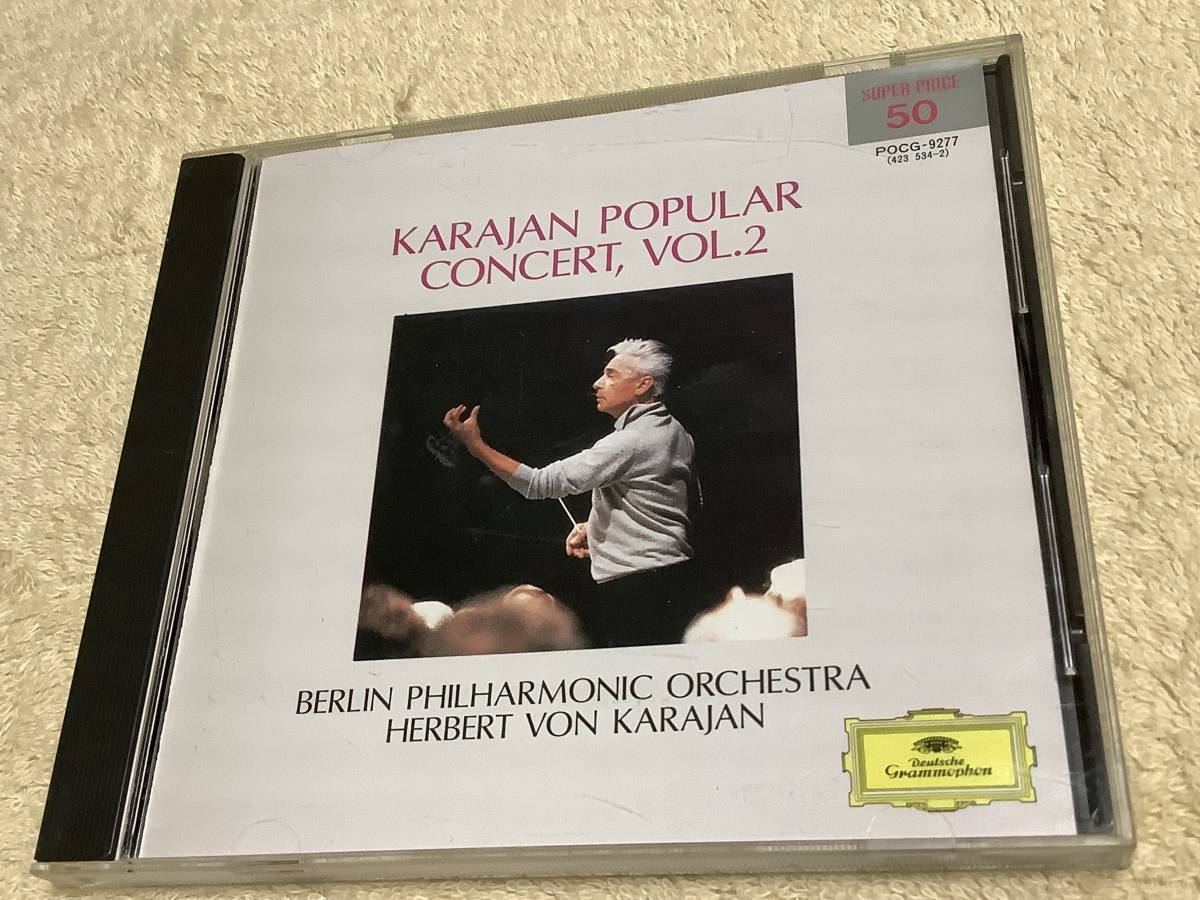 SUPER PRICE
50
POCG-9277
(423 534-2)
KARAJAN POPULAR
CONCERT, VOL.2
BERLIN PHILHARMONIC ORCHESTRA
HERBERT VON KARAJAN
Deutsche
Grammophon